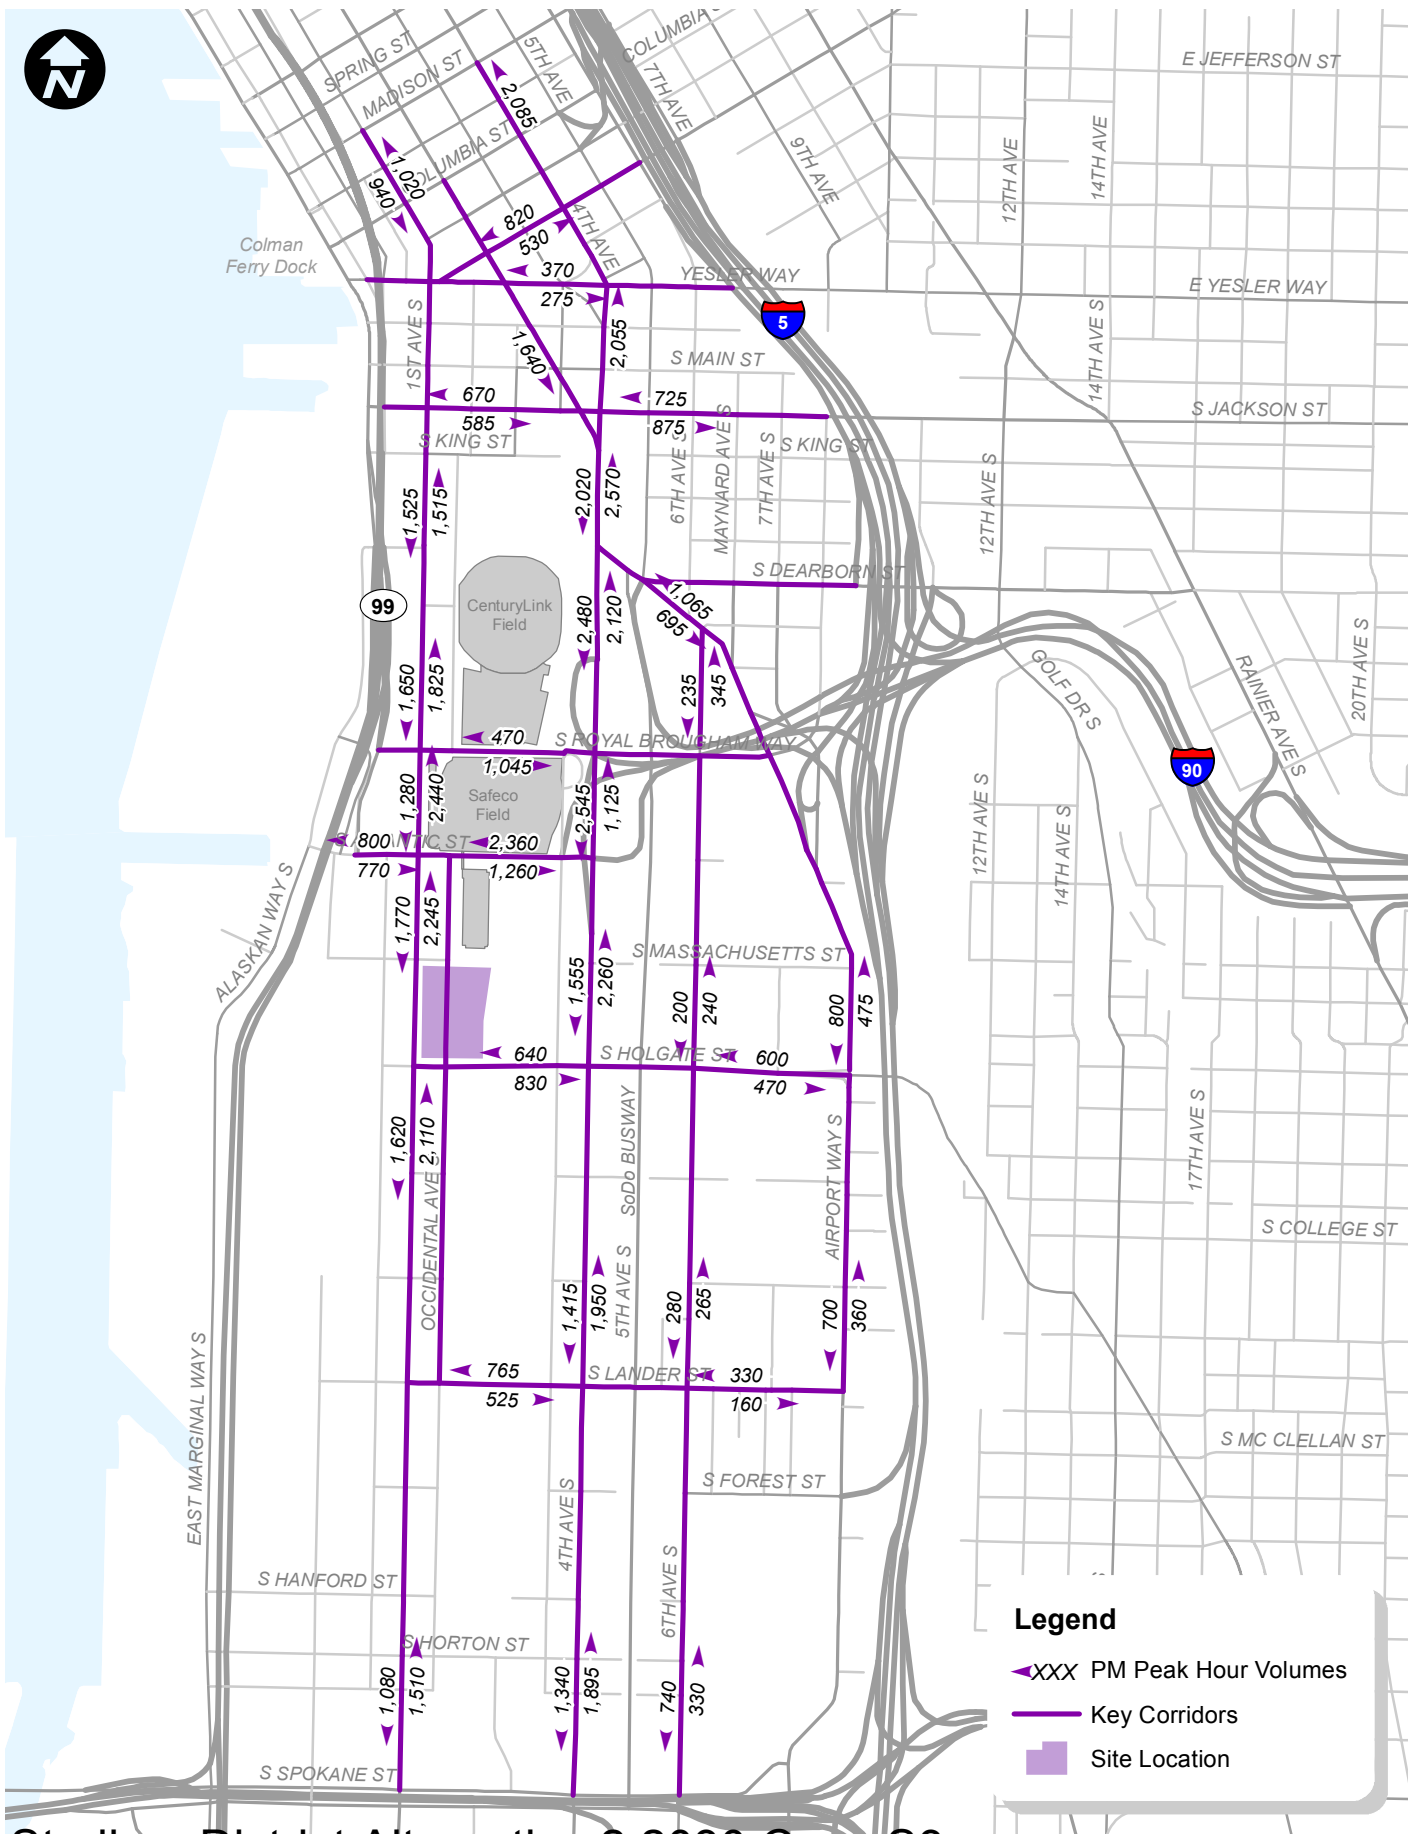 N
SPRING ST
MADISON ST
COLUMBIA
5TH AVE
7TH AVE
9TH AVE
12TH AVE
14TH AVE
E JEFFERSON ST
2,085
1,020
940
820
530
4TH AVE
Colman
Ferry Dock
370
275
YESLER WAY
E YESLER WAY
5
1ST AVE S
1,640
2,055
S MAIN ST
14TH AVE S
670
585
725
875
S JACKSON ST
S KING ST
S KING ST
6TH AVE S
MAYNARD AVE S
7TH AVE S
12TH AVE S
1,525
1,515
2,020
2,570
S DEARBORN ST
99
CenturyLink
Field
2,480
2,120
1,065
695
1,650
1,825
235
345
GOLF DR S
RAINIER AVE S
20TH AVE S
470
1,045
S ROYAL BROUGHAM WAY
90
1,280
2,440
Safeco
Field
2,545
1,125
12TH AVE S
14TH AVE S
800
770
2,360
1,260
ALASKAN WAY S
1,770
2,245
S MASSACHUSETTS ST
1,555
2,260
200
240
800
475
640
830
S HOLGATE ST
600
470
1,620
2,110
OCCIDENTAL AVE S
SoDo BUSWAY
5TH AVE S
AIRPORT WAY S
17TH AVE S
S COLLEGE ST
1,415
1,950
280
265
700
360
765
525
S LANDER ST
330
160
EAST MARGINAL WAY S
S MC CLELLAN ST
S FOREST ST
4TH AVE S
6TH AVE S
S HANFORD ST
S HORTON ST
1,080
1,510
1,340
1,895
740
330
S SPOKANE ST
Legend
XXX PM Peak Hour Volumes
Key Corridors
Site Location